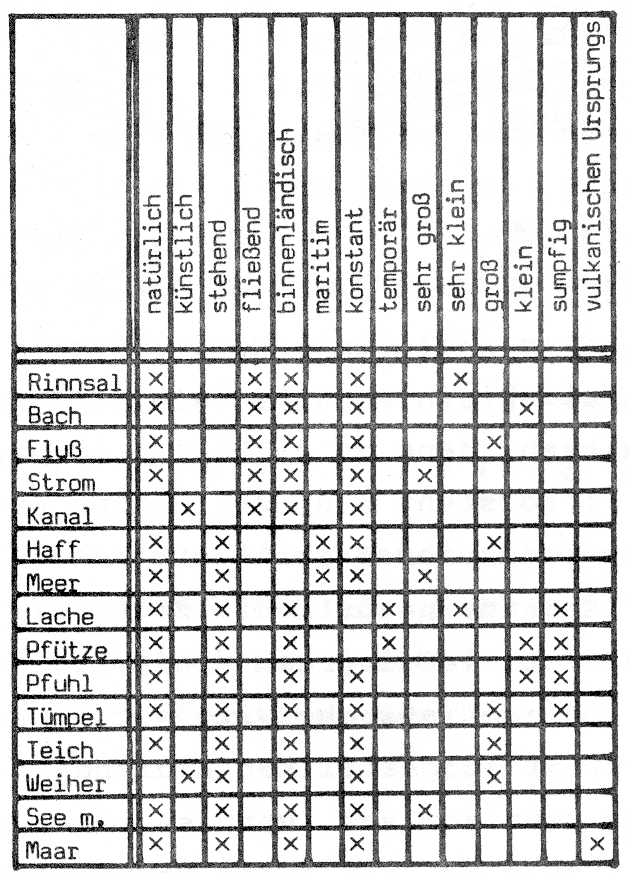 natürlich künstlich stehend fließend binnenländisch maritim konstant temporär sehr groß sehr klein groß klein sumpfig vulkanischen Ursprungs
Rinnsal × × × × ×
Bach × × × × ×
Fluß × × × × ×
Strom × × × × ×
Kanal × × × ×
Haff × × × × ×
Meer × × × × ×
Lache × × × × × ×
Pfütze × × × × × ×
Pfuhl × × × × × ×
Tümpel × × × × × ×
Teich × × × × ×
Weiher × × × × ×
See m. × × × × ×
Maar × × × × ×